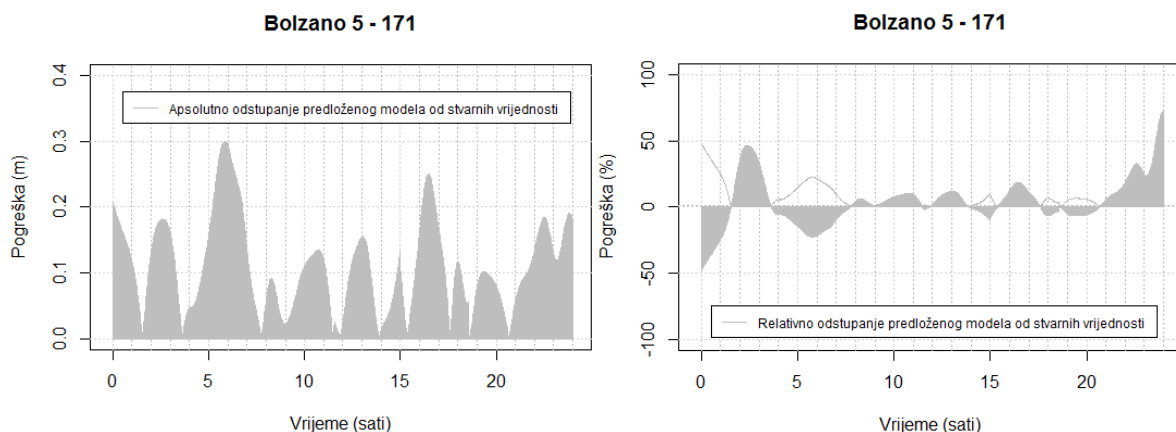 Bolzano 5 - 171
Pogreška (m)
0.4
0.3
0.2
0.1
0.0
Apsolutno odstupanje predloženog modela od stvarnih vrijednosti
0 5 10 15 20
Vrijeme (sati)
Bolzano 5 - 171
Pogreška (%)
100
50
0
-50
-100
Relativno odstupanje predloženog modela od stvarnih vrijednosti
0 5 10 15 20
Vrijeme (sati)